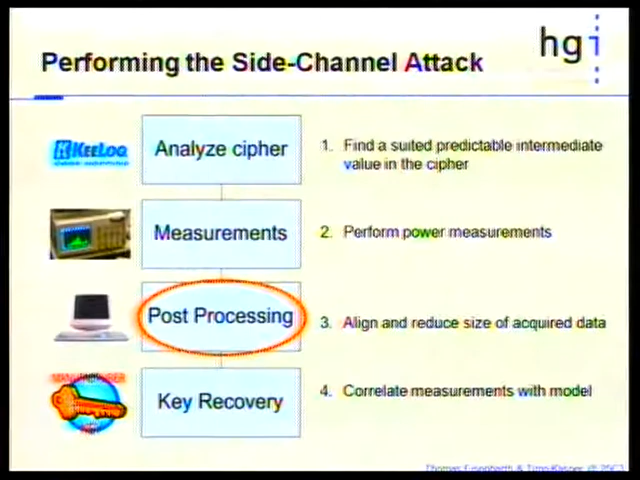 Performing the Side-Channel Attack
hgi
KEELOQ
Analyze cipher
1. Find a suited predictable intermediate
value in the cipher
Measurements
2. Perform power measurements
Post Processing
3. Align and reduce size of acquired data
Key Recovery
4. Correlate measurements with model
Thomas Eisenbarth & Timo Kasper @